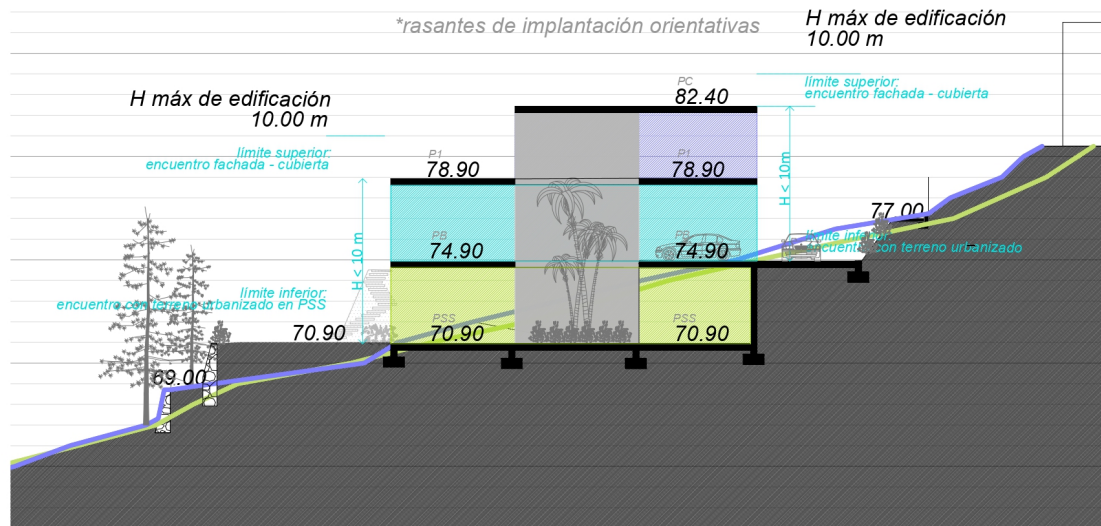 *rasantes de implantación orientativas
H máx de edificación
10.00 m
límite superior:
encuentro fachada - cubierta
PC
82.40
H máx de edificación
10.00 m
límite superior:
encuentro fachada - cubierta
P1
78.90
P1
78.90
H < 10m
77.00
PB
74.90
PB
74.90
límite inferior:
encuentro con terreno urbanizado
H < 10 m
límite inferior:
encuentro con terreno urbanizado en PSS
70.90
PSS
70.90
PSS
70.90
69.00